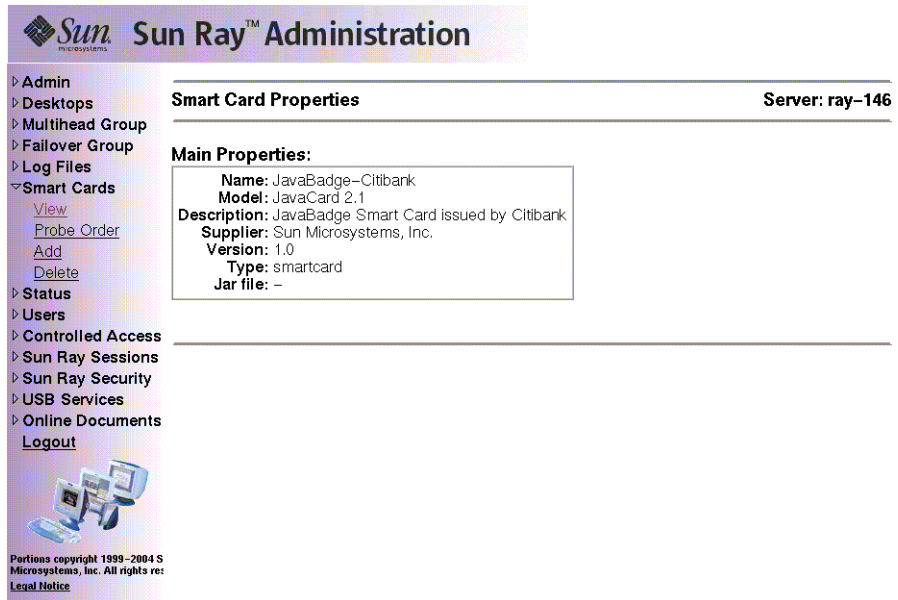 Sun microsystems Sun Ray™ Administration
Admin
Desktops
Multihead Group
Failover Group
Log Files
Smart Cards
View
Probe Order
Add
Delete
Status
Users
Controlled Access
Sun Ray Sessions
Sun Ray Security
USB Services
Online Documents
Logout
Portions copyright 1999–2004 S
Microsystems, Inc. All rights res
Legal Notice
Smart Card Properties Server: ray–146
Main Properties:
Name: JavaBadge–Citibank
Model: JavaCard 2.1
Description: JavaBadge Smart Card issued by Citibank
Supplier: Sun Microsystems, Inc.
Version: 1.0
Type: smartcard
Jar file: –